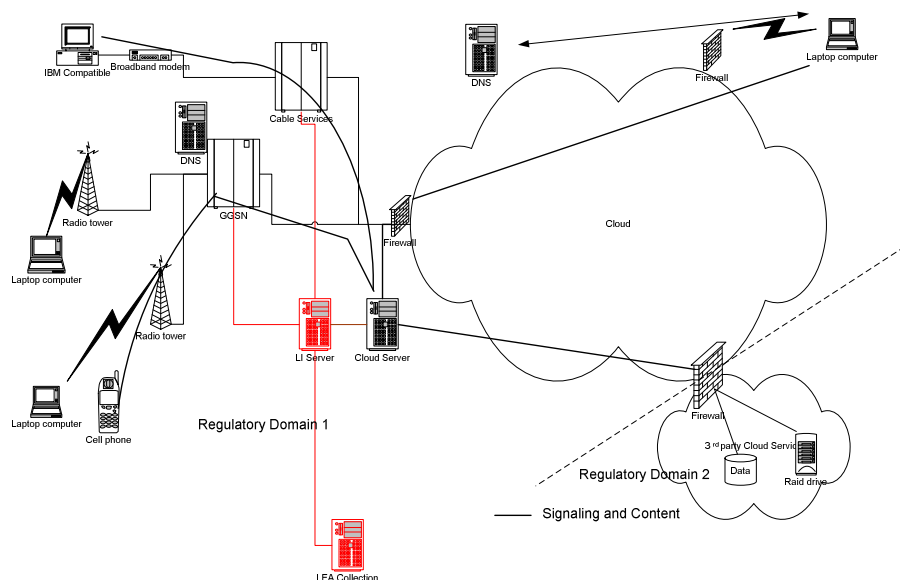 IBM Compatible
Broadband modem
Cable Services
DNS
Firewall
Laptop computer
DNS
GGSN
Radio tower
Cloud
Firewall
Laptop computer
Radio tower
LI Server
Cloud Server
Laptop computer
Cell phone
Regulatory Domain 1
Firewall
3 rd party Cloud Servic
Data
Raid drive
Regulatory Domain 2
Signaling and Content
LEA Collection